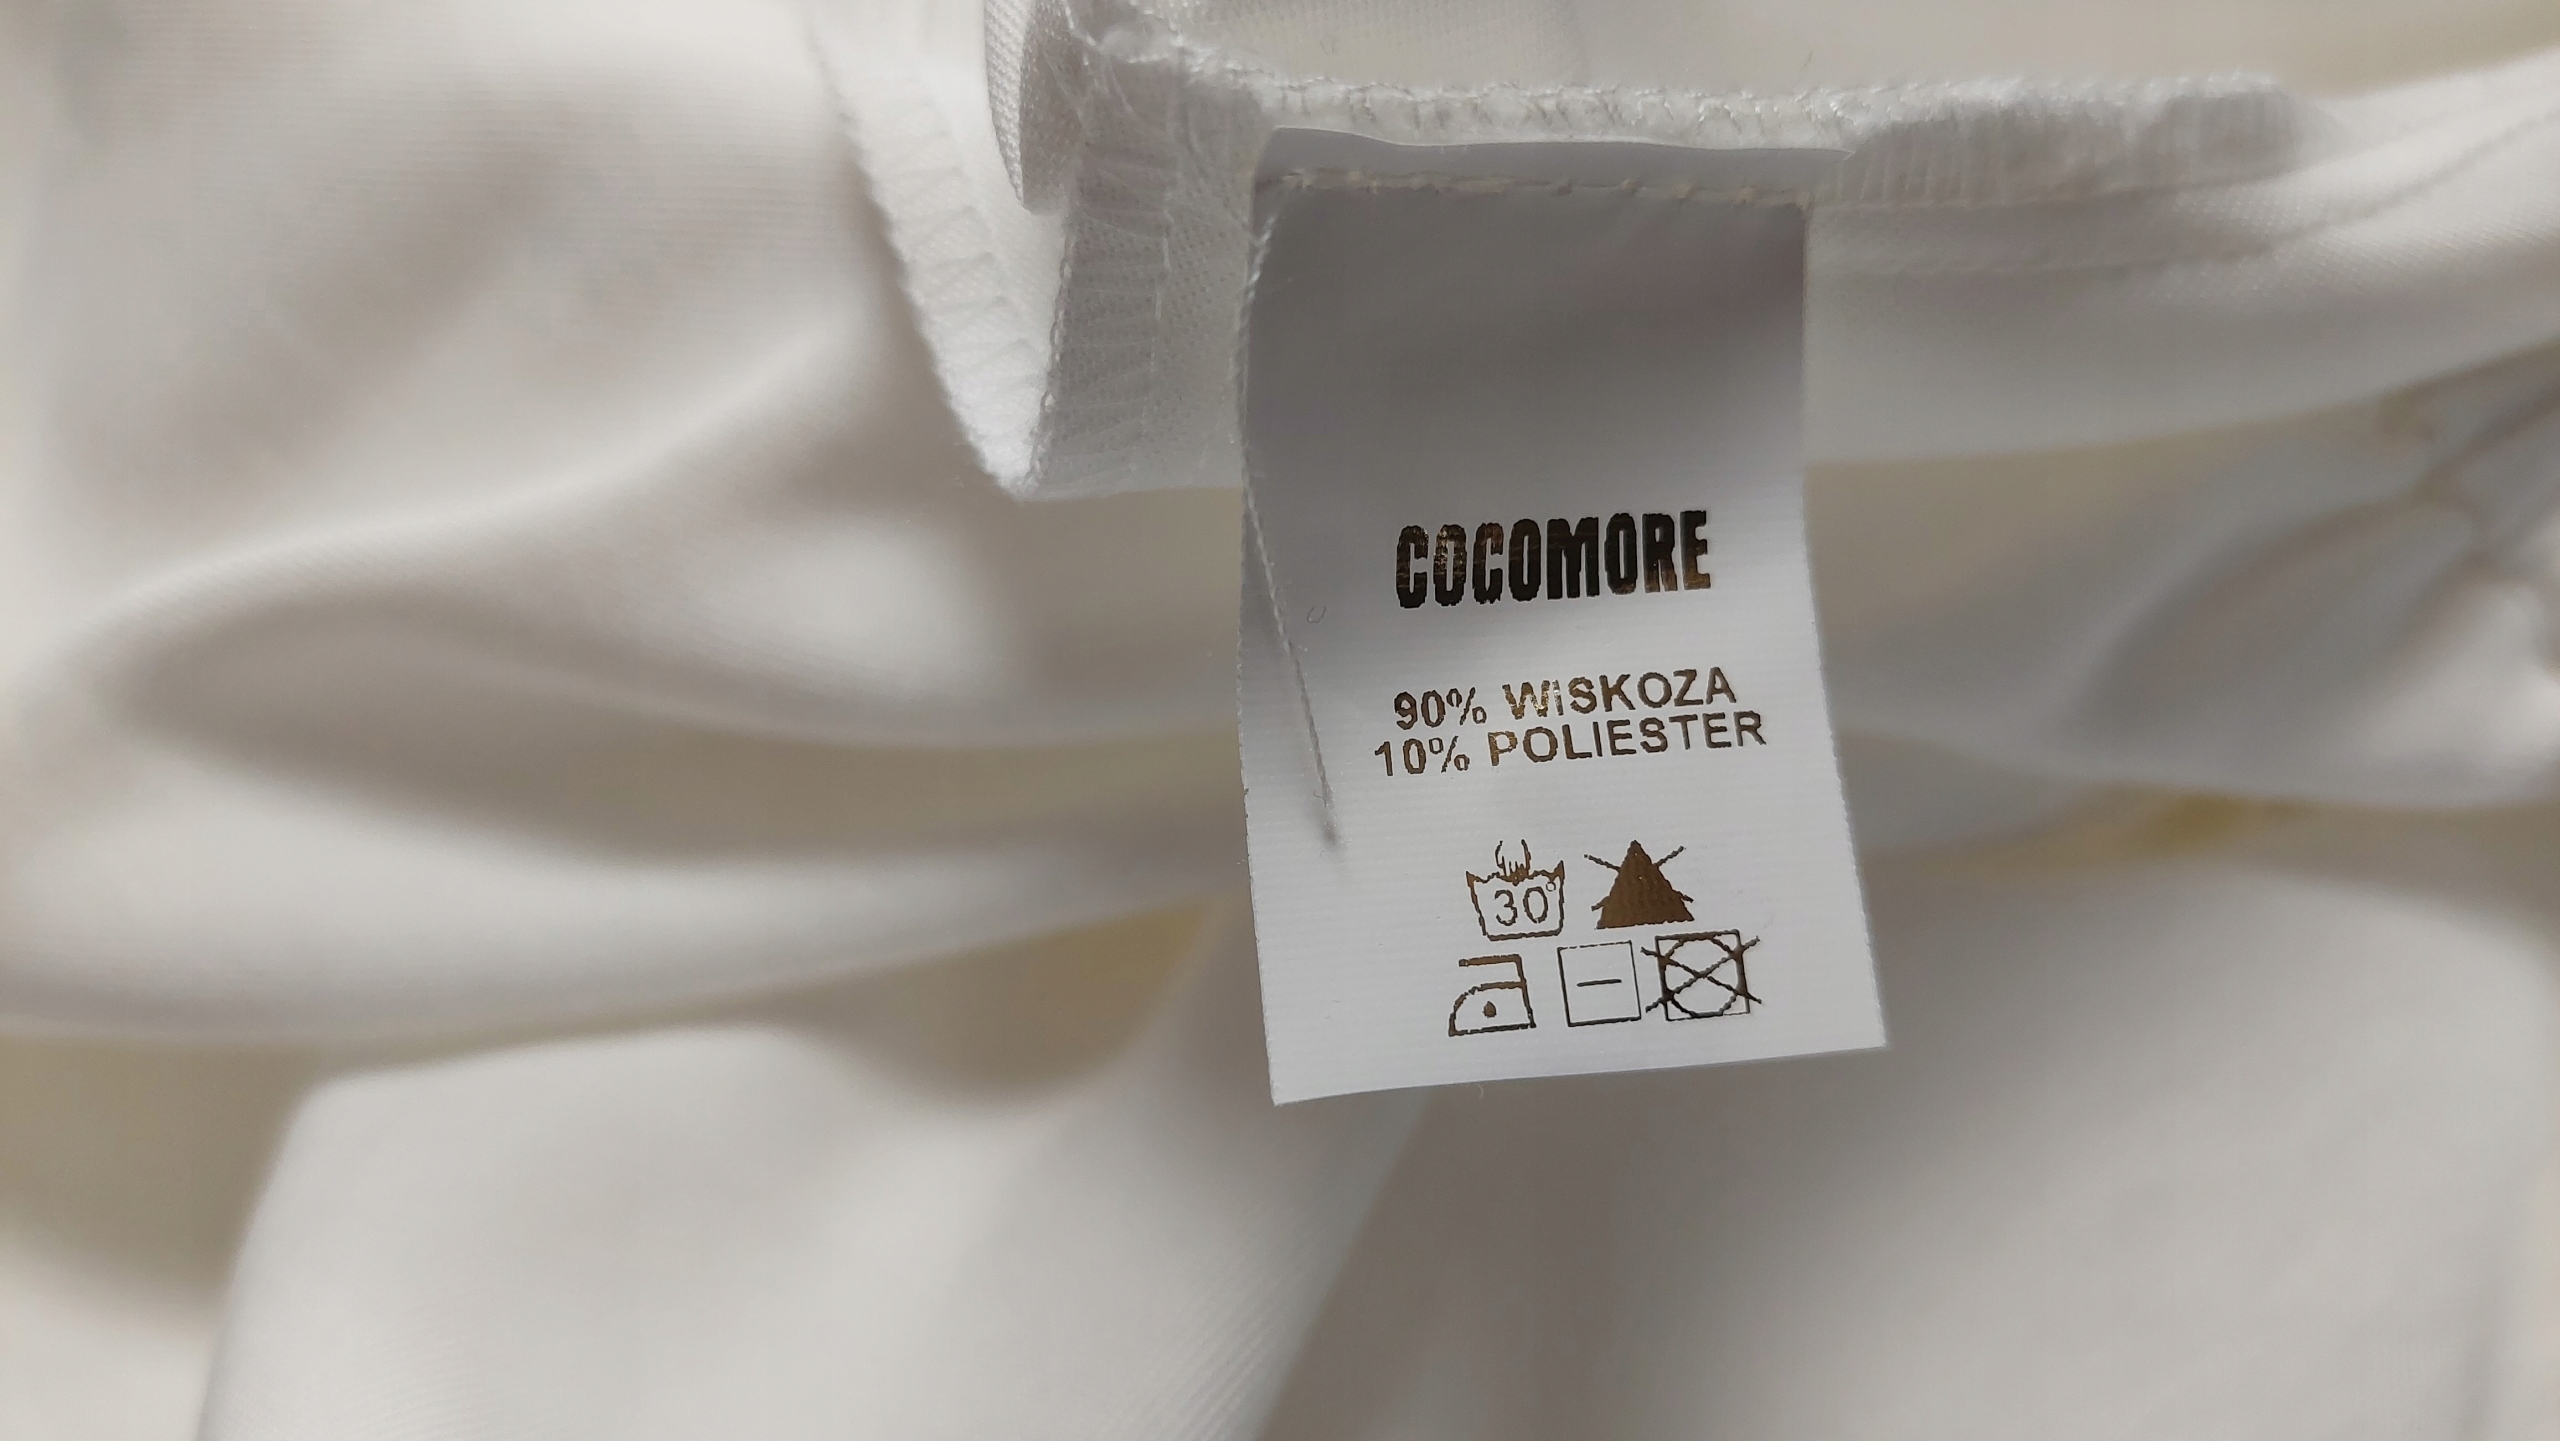 COCOMORE
90% WISKOZA
10% POLIESTER
30°